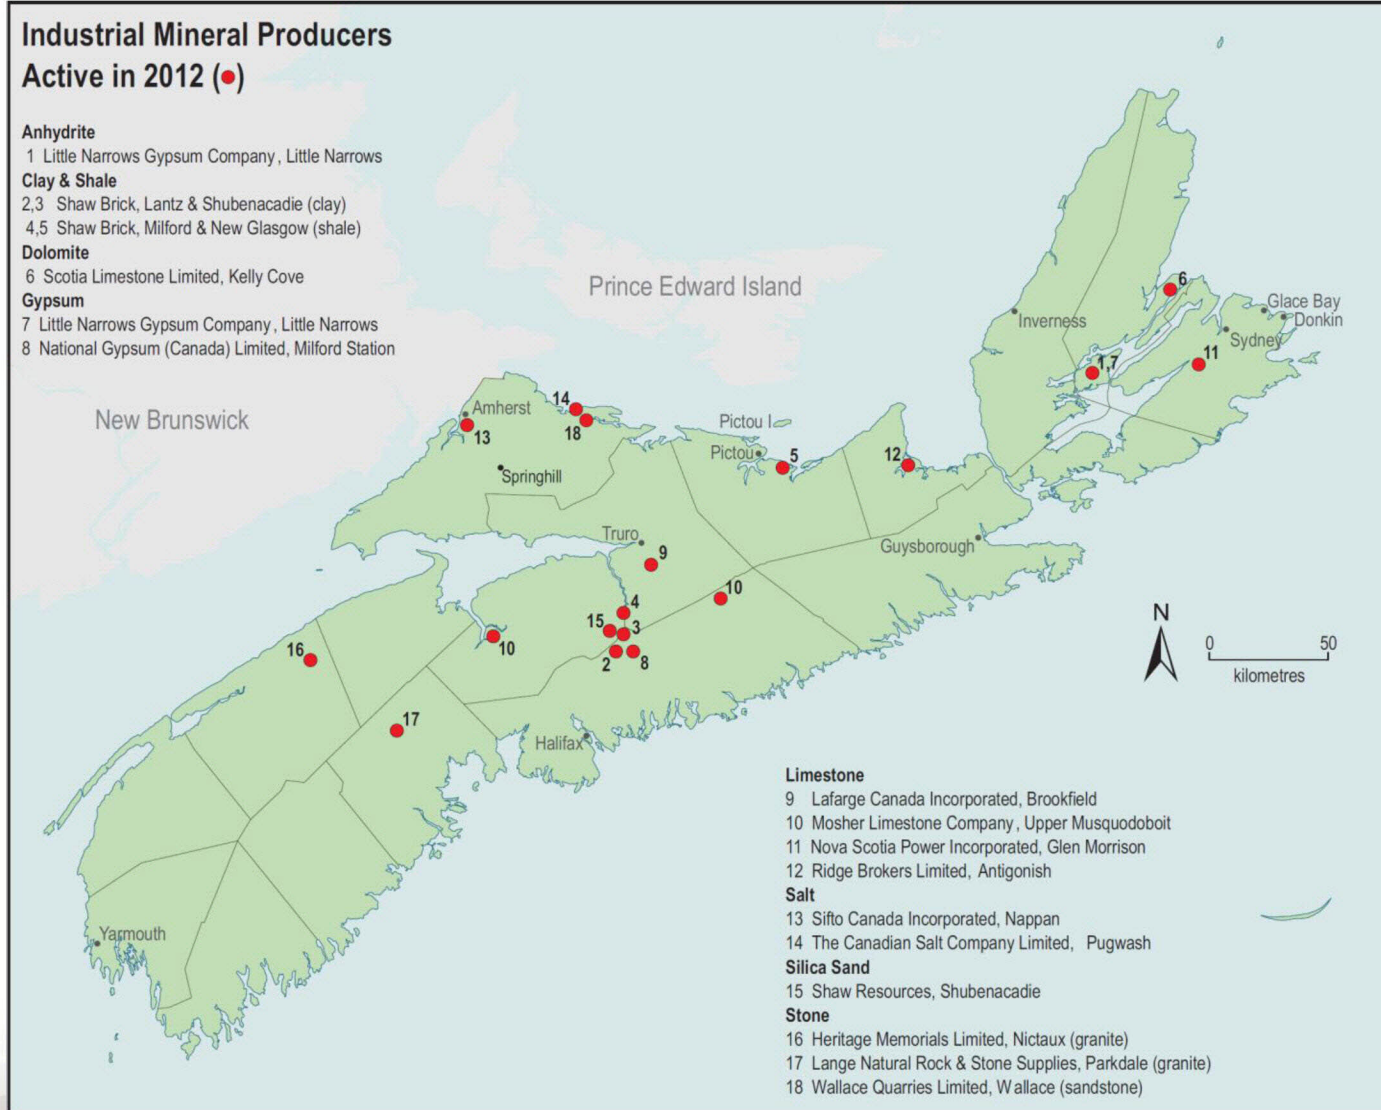 Industrial Mineral Producers
Active in 2012 (●)
Anhydrite
1 Little Narrows Gypsum Company, Little Narrows
Clay & Shale
2,3 Shaw Brick, Lantz & Shubenacadie (clay)
4,5 Shaw Brick, Milford & New Glasgow (shale)
Dolomite
6 Scotia Limestone Limited, Kelly Cove
Gypsum
7 Little Narrows Gypsum Company, Little Narrows
8 National Gypsum (Canada) Limited, Milford Station
Prince Edward Island
New Brunswick
6
Glace Bay
Donkin
Inverness
Sydney
11
1,7
14
Amherst
18
13
Pictou I
Pictou
5
12
Springhill
Truro
9
Guysborough
10
4
15
3
10
2
8
16
17
Halifax
Yarmouth
N
0 50
kilometres
Limestone
9 Lafarge Canada Incorporated, Brookfield
10 Mosher Limestone Company, Upper Musquodoboit
11 Nova Scotia Power Incorporated, Glen Morrison
12 Ridge Brokers Limited, Antigonish
Salt
13 Sifto Canada Incorporated, Nappan
14 The Canadian Salt Company Limited, Pugwash
Silica Sand
15 Shaw Resources, Shubenacadie
Stone
16 Heritage Memorials Limited, Nictaux (granite)
17 Lange Natural Rock & Stone Supplies, Parkdale (granite)
18 Wallace Quarries Limited, Wallace (sandstone)